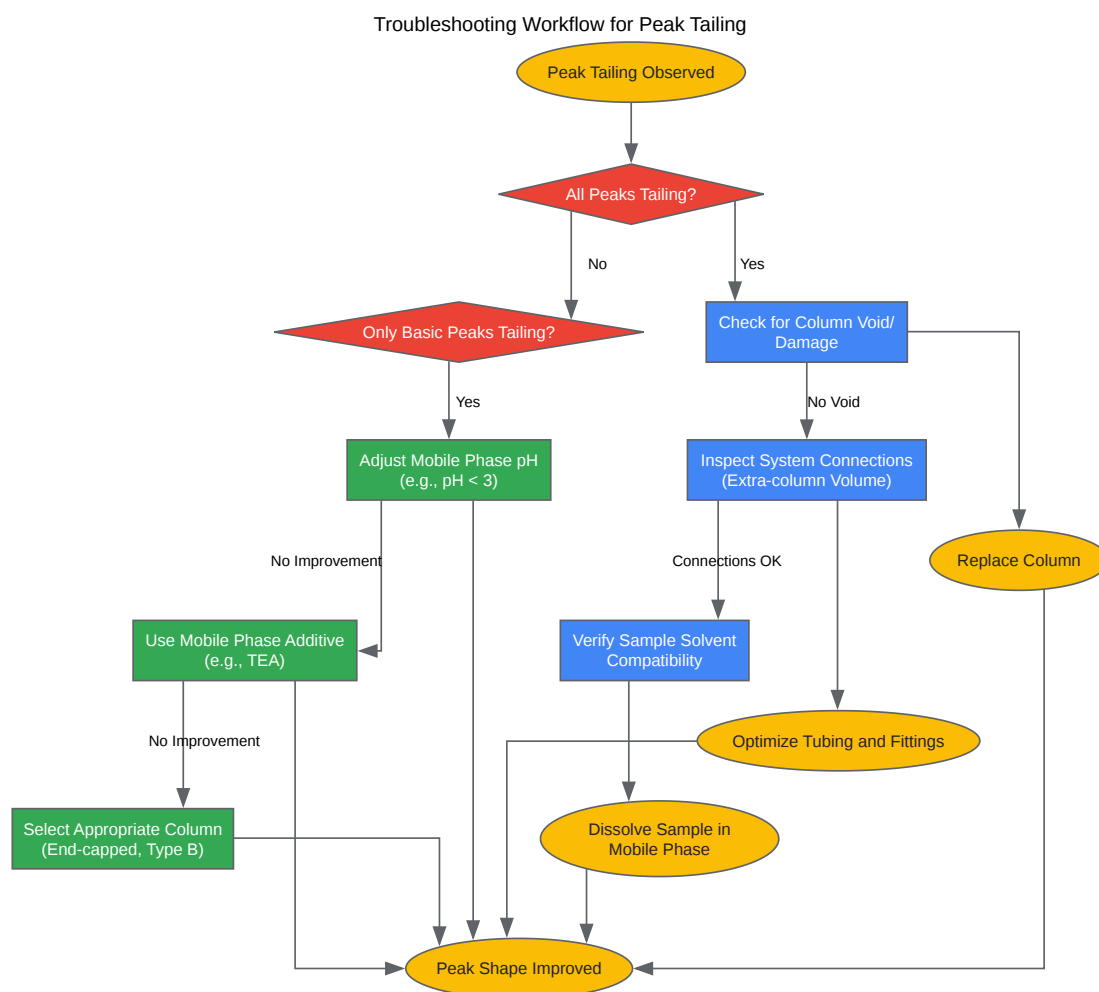 Troubleshooting Workflow for Peak Tailing
Peak Tailing Observed
All Peaks Tailing?
No
Yes
Only Basic Peaks Tailing?
Check for Column Void/
Damage
Yes
No Void
Adjust Mobile Phase pH
(e.g., pH < 3)
Inspect System Connections
(Extra-column Volume)
No Improvement
Connections OK
Replace Column
Use Mobile Phase Additive
(e.g., TEA)
Verify Sample Solvent
Compatibility
No Improvement
Optimize Tubing and Fittings
Select Appropriate Column
(End-capped, Type B)
Dissolve Sample in
Mobile Phase
Peak Shape Improved